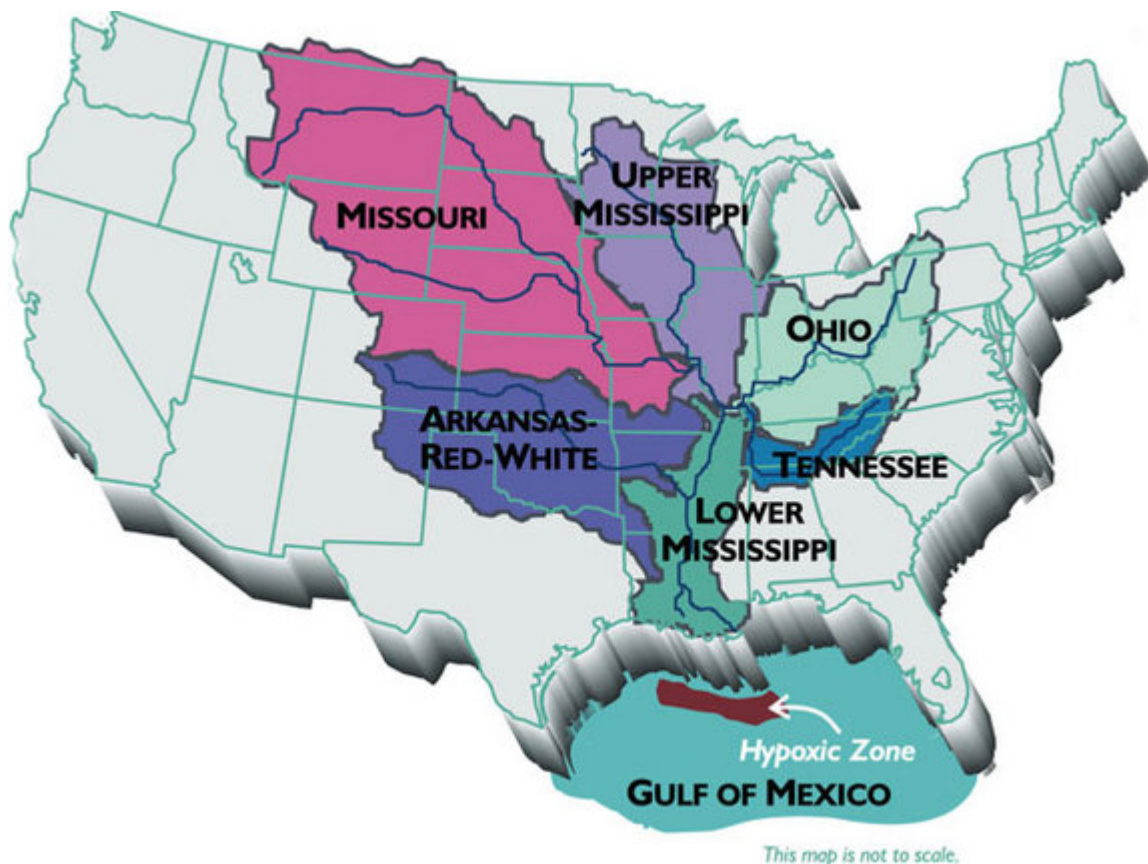 UPPER
MISSISSIPPI
MISSOURI
OHIO
ARKANSAS-
RED-WHITE
TENNESSEE
LOWER
MISSISSIPPI
Hypoxic Zone
GULF OF MEXICO
This map is not to scale.